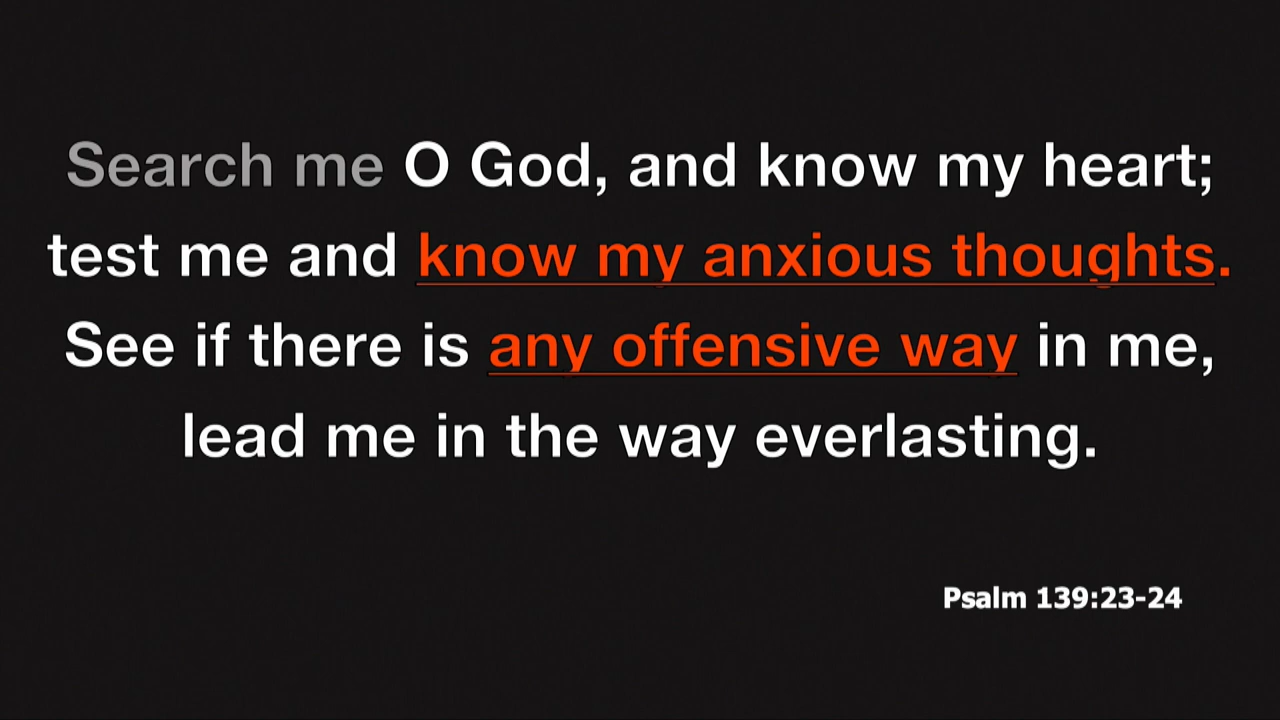 Search me O God, and know my heart;
test me and know my anxious thoughts.
See if there is any offensive way in me,
lead me in the way everlasting.
Psalm 139:23-24